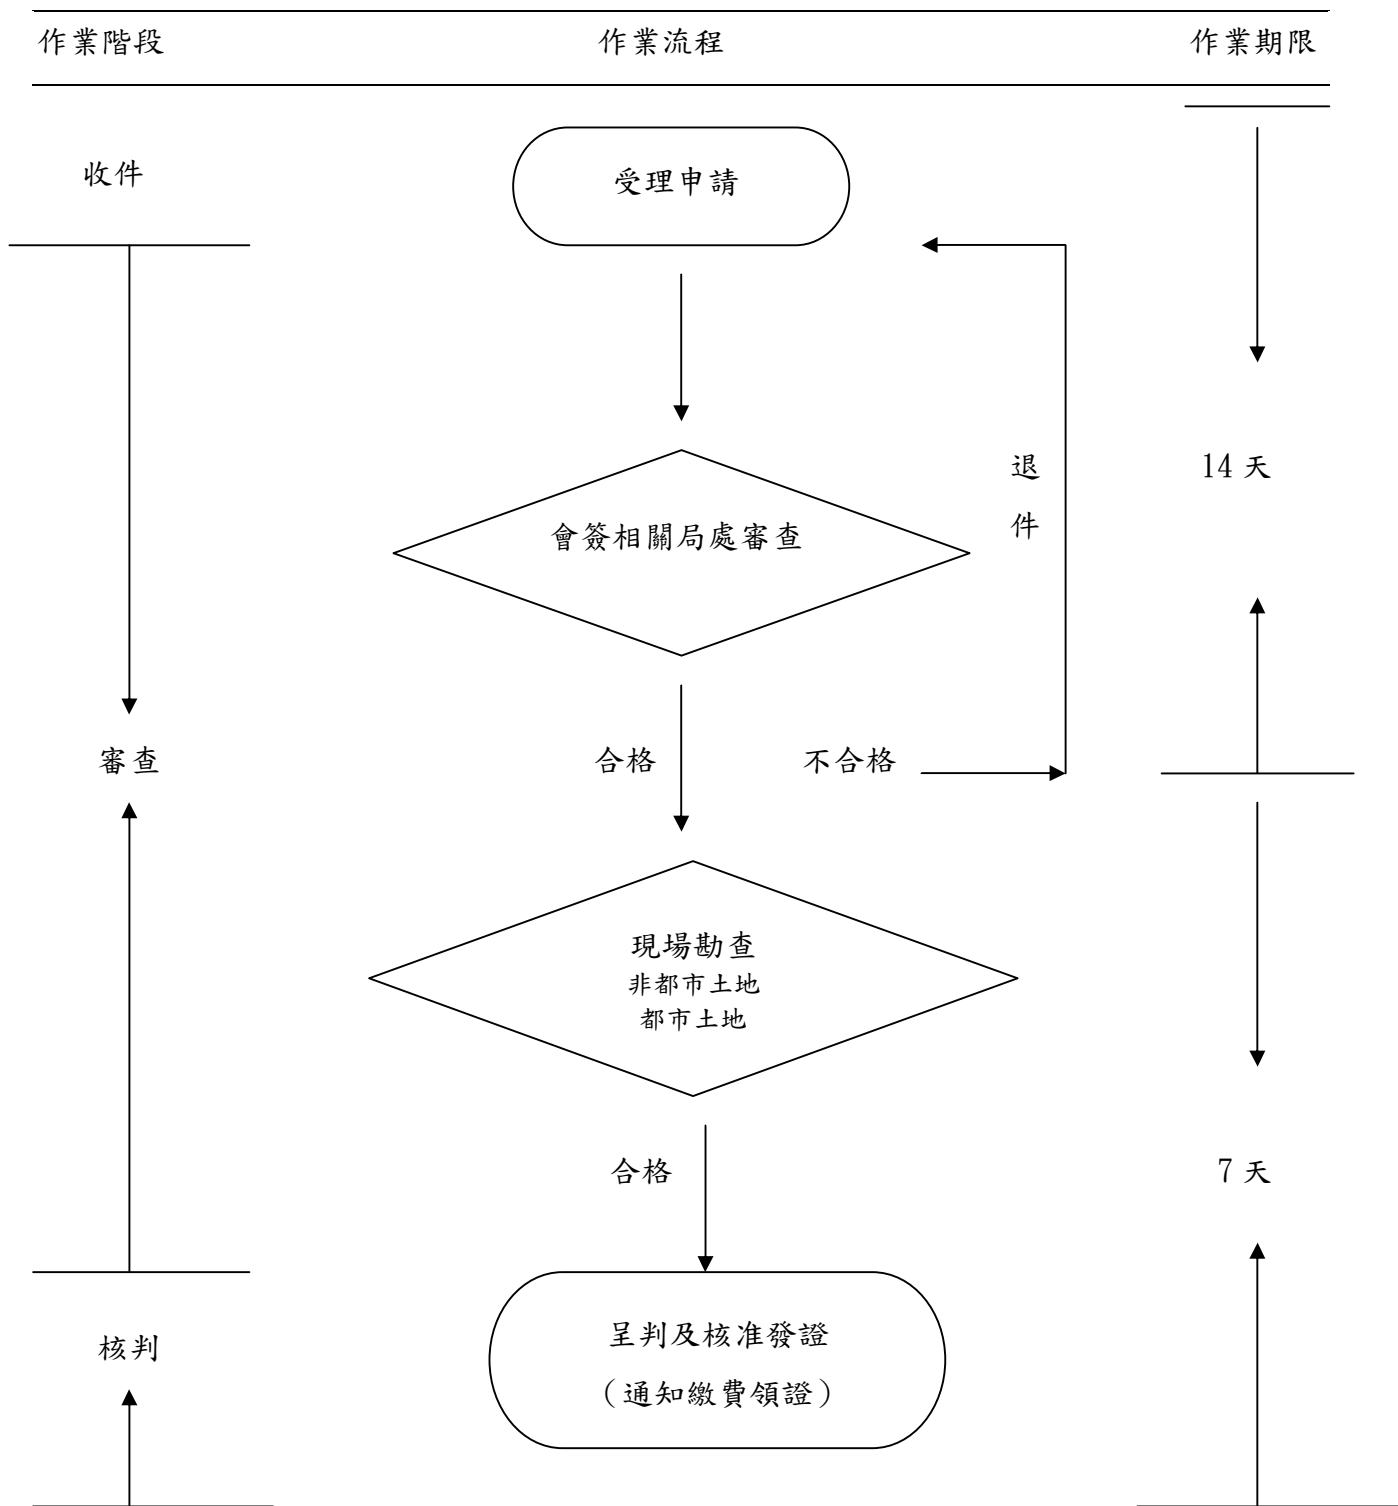 作業階段 作業流程 作業期限
收件
受理申請
退
件
14 天
會簽相關局處審查
審查
合格
不合格
現場勘查
非都市土地
都市土地
合格
7 天
核判
呈判及核准發證
（通知繳費領證）